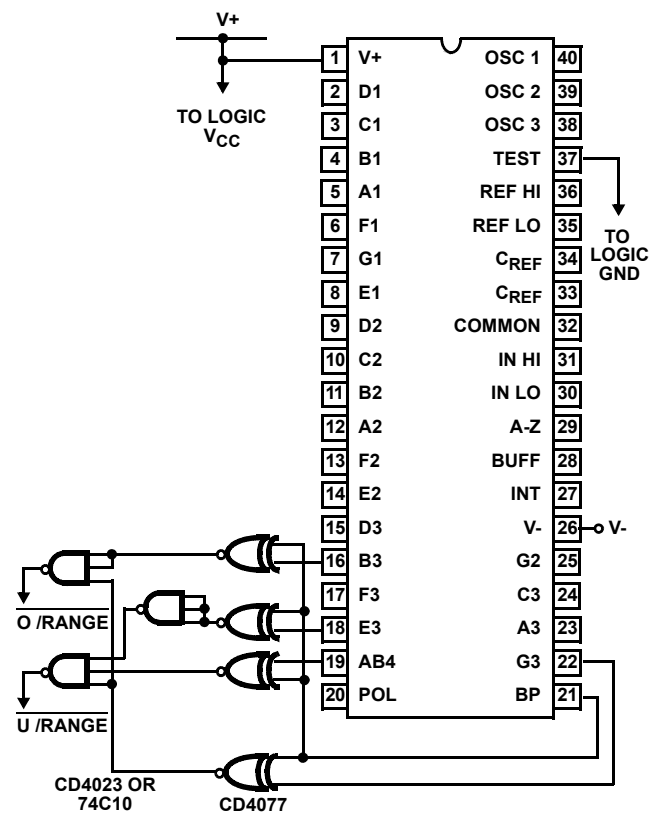 V+
TO LOGIC
VCC
1 V+ OSC 1 40
2 D1 OSC 2 39
3 C1 OSC 3 38
4 B1 TEST 37
5 A1 REF HI 36
6 F1 REF LO 35
7 G1 CREF 34
8 E1 CREF 33
9 D2 COMMON 32
10 C2 IN HI 31
11 B2 IN LO 30
12 A2 A-Z 29
13 F2 BUFF 28
14 E2 INT 27
15 D3 V- 26 V-
16 B3 G2 25
17 F3 C3 24
18 E3 A3 23
19 AB4 G3 22
20 POL BP 21
TO
LOGIC
GND
O /RANGE
U /RANGE
CD4023 OR
74C10
CD4077